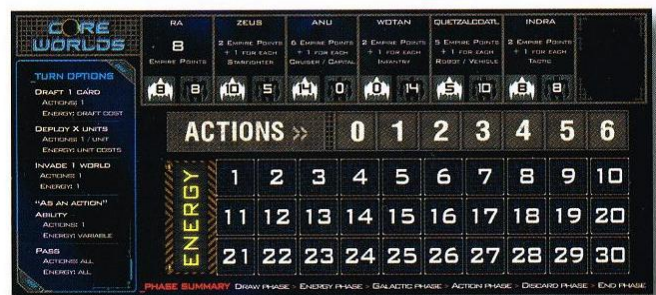 CORE
WORLDS
RA
8
EMPIRE POINTS
8 8
ZEUS
2 EMPIRE POINTS
+ 1 FOR EACH
STARFIGHTER
10 5
ANU
6 EMPIRE POINTS
+ 1 FOR EACH
CRUISER / CAPITAL
14 0
WOTAN
2 EMPIRE POINTS
+ 1 FOR EACH
INFANTRY
0 14
QUETZALCOATL
5 EMPIRE POINTS
+ 1 FOR EACH
ROBOT / VEHICLE
5 10
INDRA
2 EMPIRE POINTS
+ 1 FOR EACH
TACTIC
8 8
TURN OPTIONS
DRAFT 1 CARD
ACTIONS: 1
ENERGY: DRAFT COST
DEPLOY X UNITS
ACTIONS: 1 / UNIT
ENERGY: UNIT COSTS
INVADE 1 WORLD
ACTIONS: 1
ENERGY: 1
"AS AN ACTION"
ABILITY
ACTIONS: 1
ENERGY: VARIABLE
PASS
ACTIONS: ALL
ENERGY: ALL
ACTIONS » 0 1 2 3 4 5 6
ENERGY
1 2 3 4 5 6 7 8 9 10
11 12 13 14 15 16 17 18 19 20
21 22 23 24 25 26 27 28 29 30
PHASE SUMMARY DRAW PHASE > ENERGY PHASE > GALACTIC PHASE > ACTION PHASE > DISCARD PHASE > END PHASE